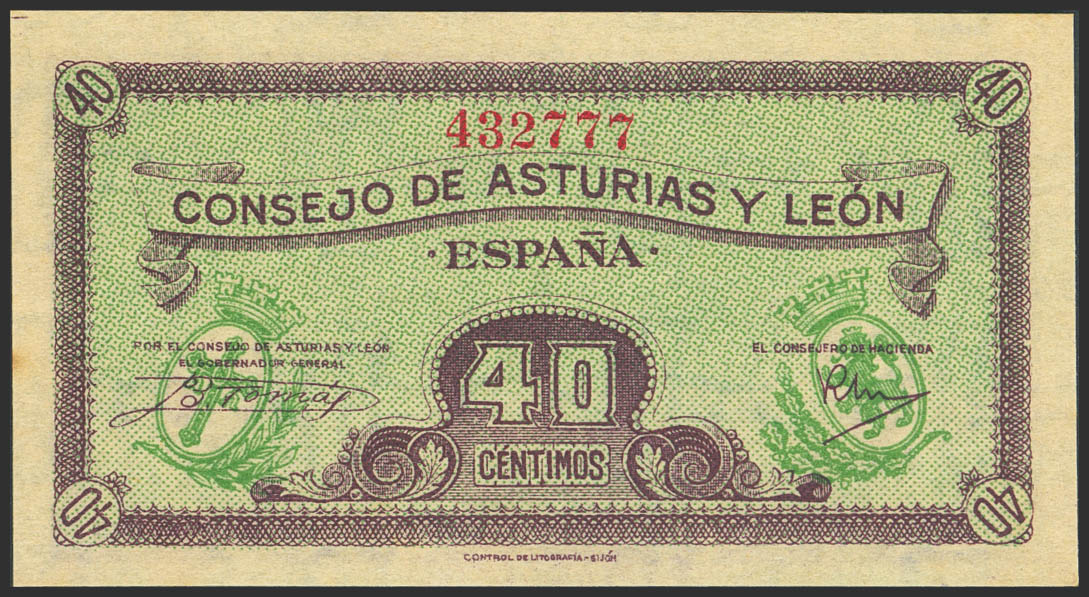 40 40
432777
CONSEJO DE ASTURIAS Y LEÓN
·ESPAÑA·
POR EL CONSEJO DE ASTURIAS Y LEÓN
EL GOBERNADOR GENERAL
EL CONSEJERO DE HACIENDA
40
CÉNTIMOS
40 40
CONTROL DE LITOGRAFÍA-GIJÓN